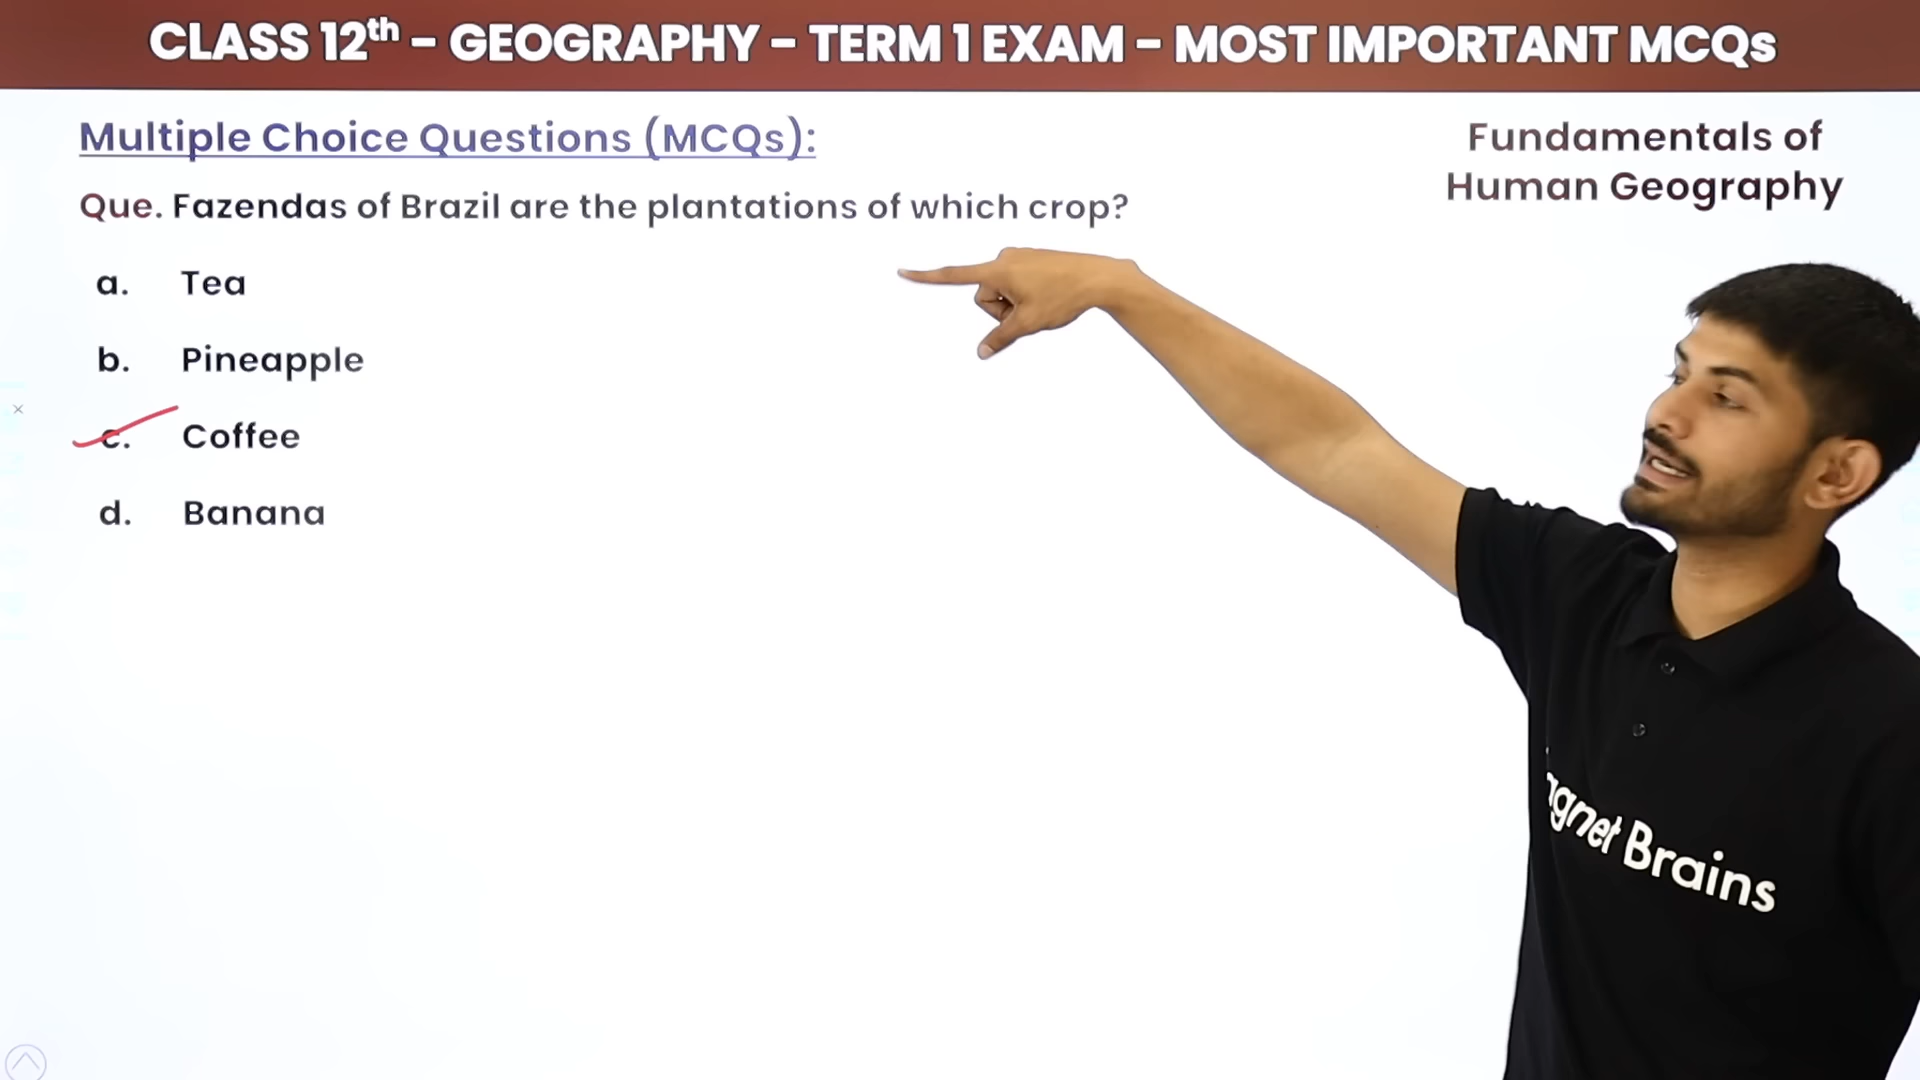 CLASS 12th - GEOGRAPHY - TERM 1 EXAM - MOST IMPORTANT MCQs
Multiple Choice Questions (MCQs):
Fundamentals of
Human Geography
Que. Fazendas of Brazil are the plantations of which crop?
a. Tea
b. Pineapple
c. Coffee
d. Banana
Brains